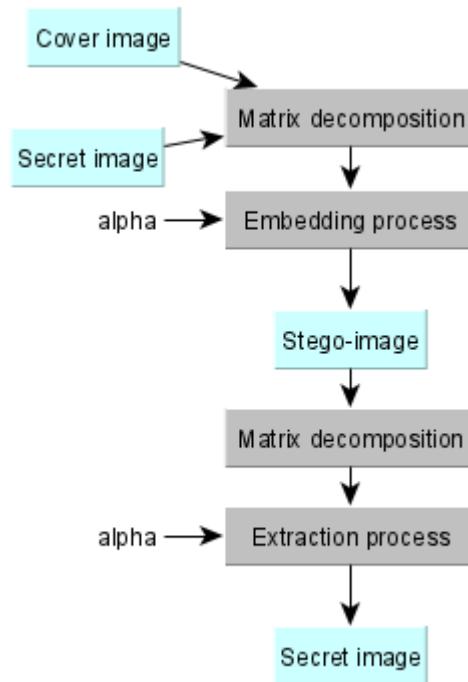 Cover image
Matrix decomposition
Secret image
alpha
Embedding process
Stego-image
Matrix decomposition
alpha
Extraction process
Secret image